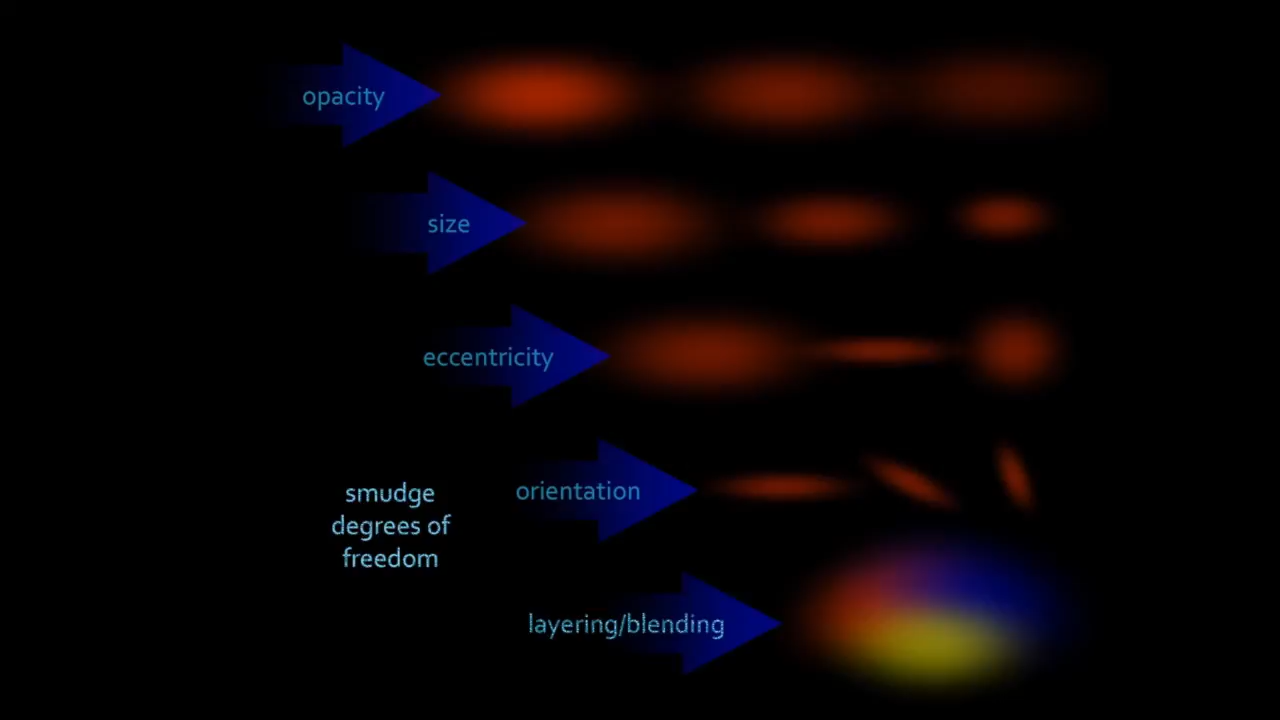 opacity
size
eccentricity
orientation
smudge
degrees of
freedom
layering/blending